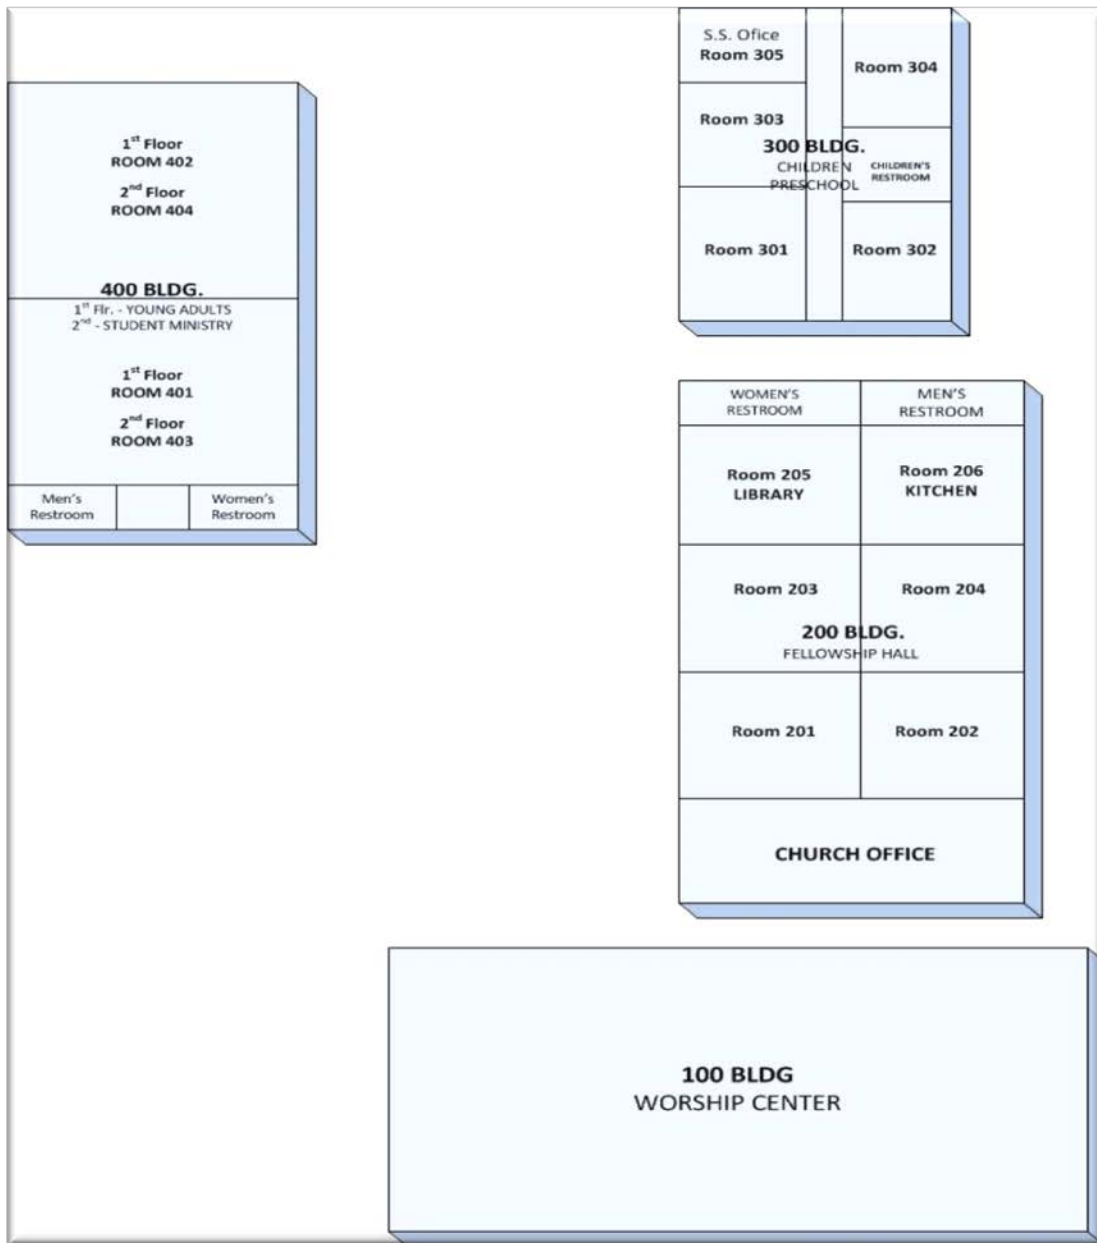 S.S. Ofice
Room 305
Room 304
Room 303
300 BLDG.
CHILDREN
PRESCHOOL
CHILDREN'S
RESTROOM
Room 301
Room 302
1st Floor
ROOM 402
2nd Floor
ROOM 404
400 BLDG.
1st Flr. - YOUNG ADULTS
2nd - STUDENT MINISTRY
1st Floor
ROOM 401
2nd Floor
ROOM 403
Men's
Restroom
Women's
Restroom
WOMEN'S
RESTROOM
MEN'S
RESTROOM
Room 205
LIBRARY
Room 206
KITCHEN
Room 203
Room 204
200 BLDG.
FELLOWSHIP HALL
Room 201
Room 202
CHURCH OFFICE
100 BLDG
WORSHIP CENTER